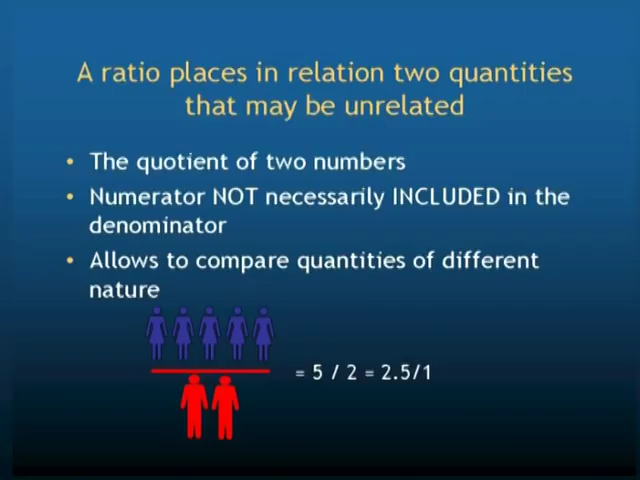 A ratio places in relation two quantities
that may be unrelated
• The quotient of two numbers
• Numerator NOT necessarily INCLUDED in the
denominator
• Allows to compare quantities of different
nature
= 5 / 2 = 2.5/1